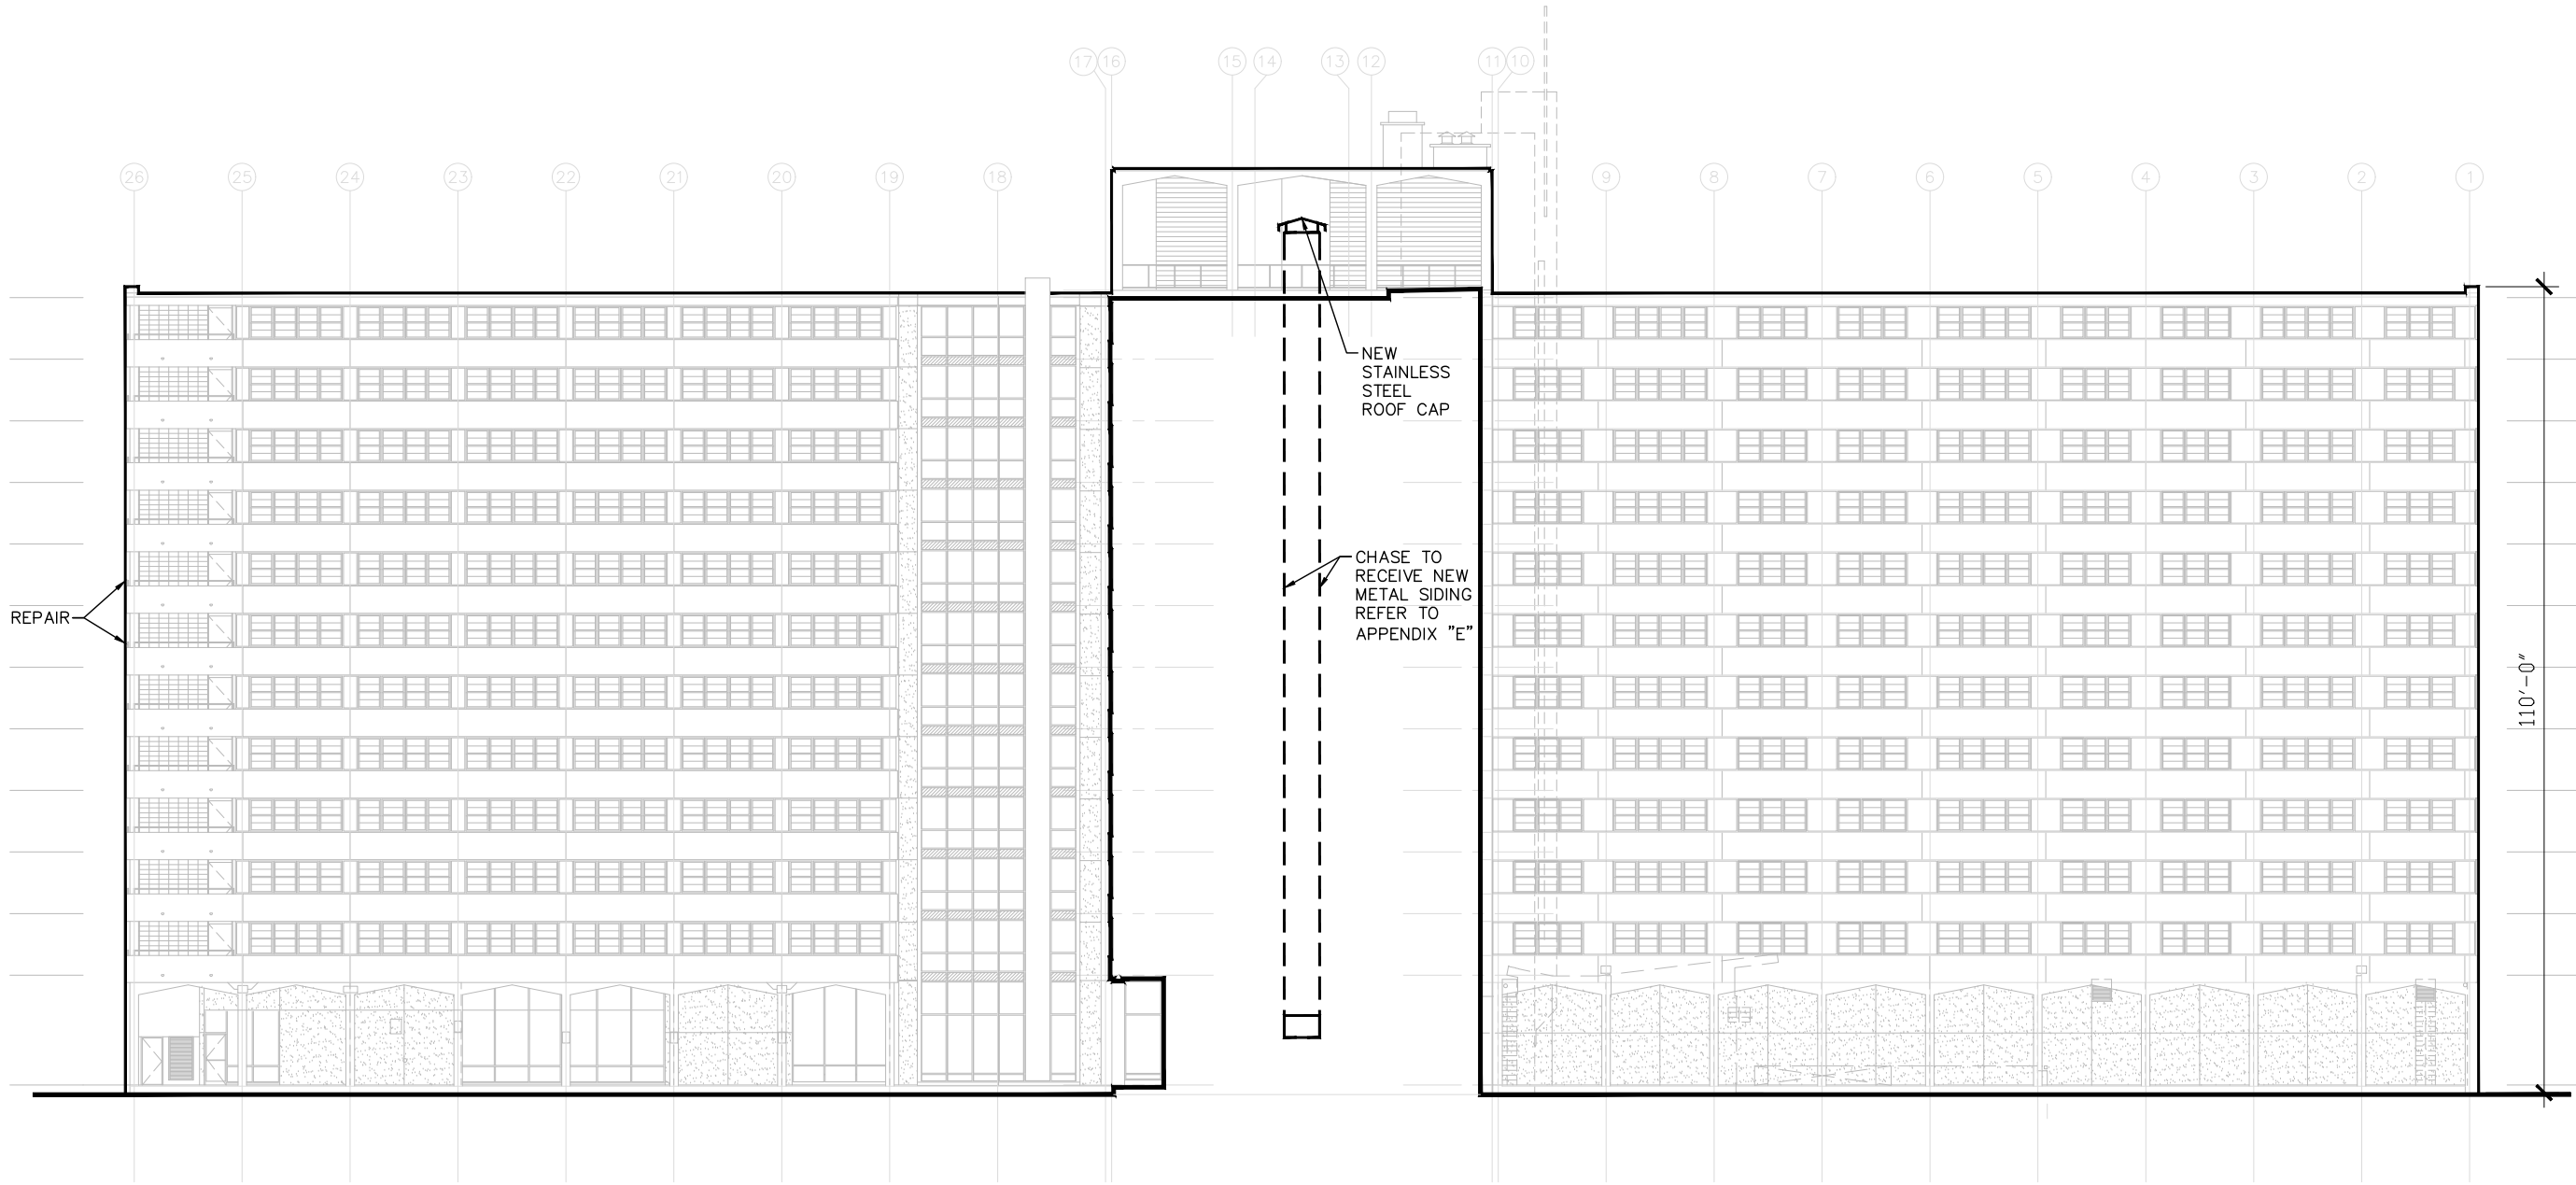 17
16
15
14
13
12
11
10
26
25
24
23
22
21
20
19
18
9
8
7
6
5
4
3
2
1
NEW
STAINLESS
STEEL
ROOF CAP
CHASE TO
RECEIVE NEW
METAL SIDING
REFER TO
APPENDIX "E"
REPAIR
110'-0"